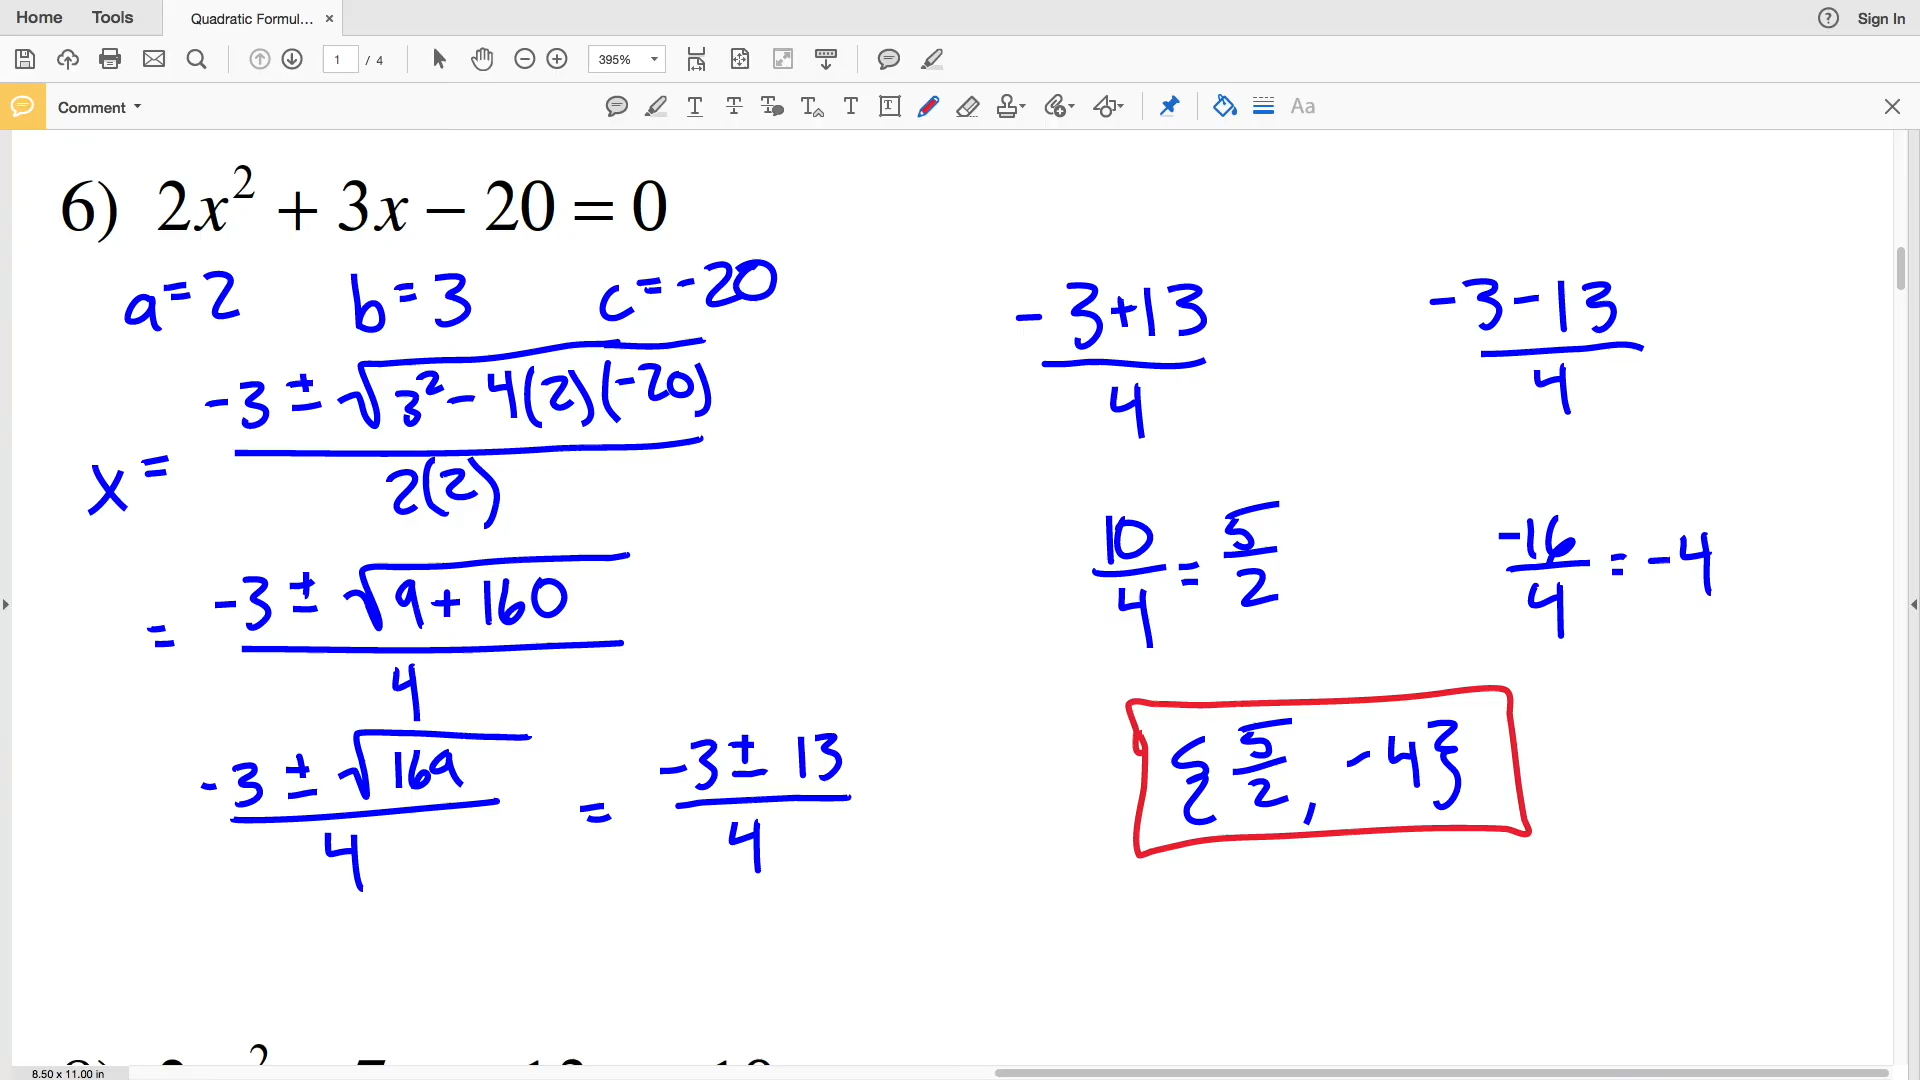 Home Tools Quadratic Formul... × ? Sign In
1 / 4 395%
Comment Aa
6) 2x² + 3x − 20 = 0
a=2 b=3 c=-20
x = (-3 ± √(3²-4(2)(-20))) / 2(2)
= (-3 ± √(9+160)) / 4
(-3 ± √169) / 4 = (-3 ± 13) / 4
(-3+13) / 4 (-3-13) / 4
10/4 = 5/2 -16/4 = -4
{5/2, -4}
8.50 x 11.00 in